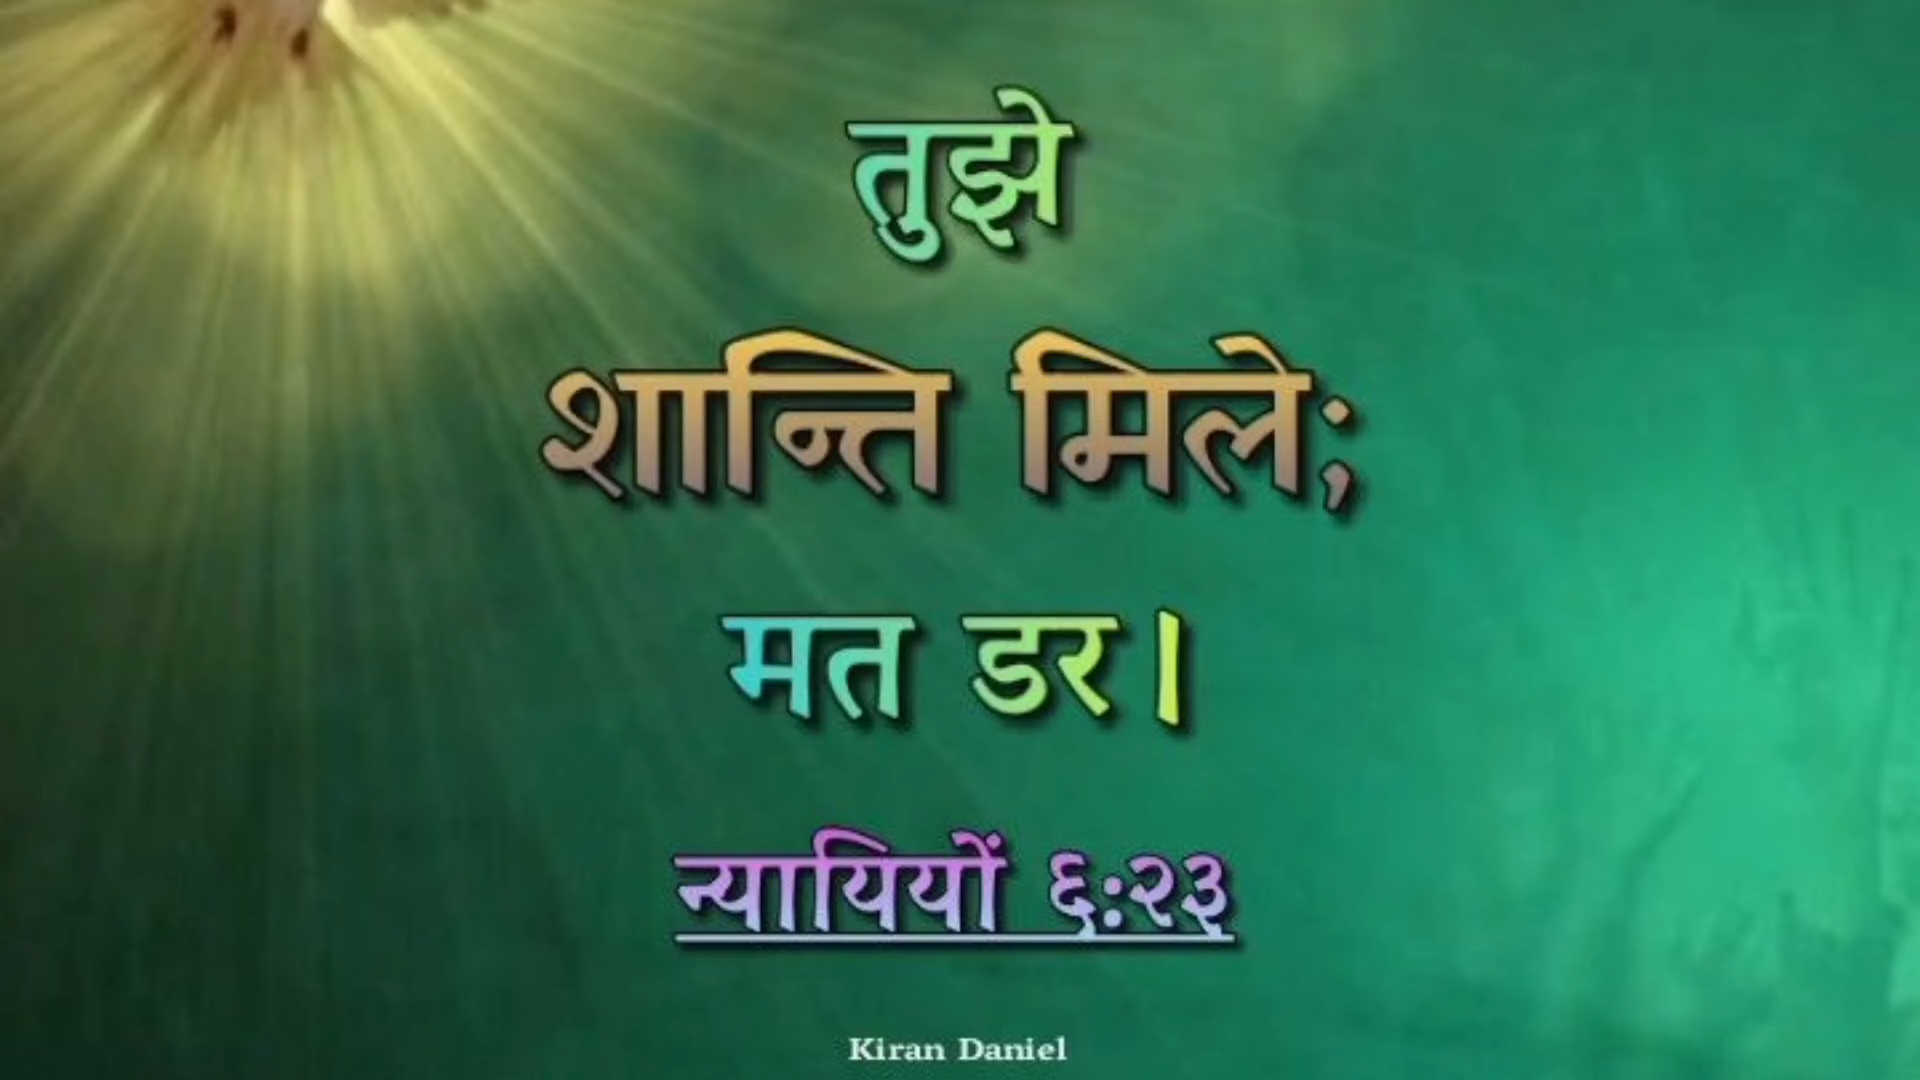 तुझे
शान्ति मिले;
मत डर।
न्यायियों ६:२३
Kiran Daniel